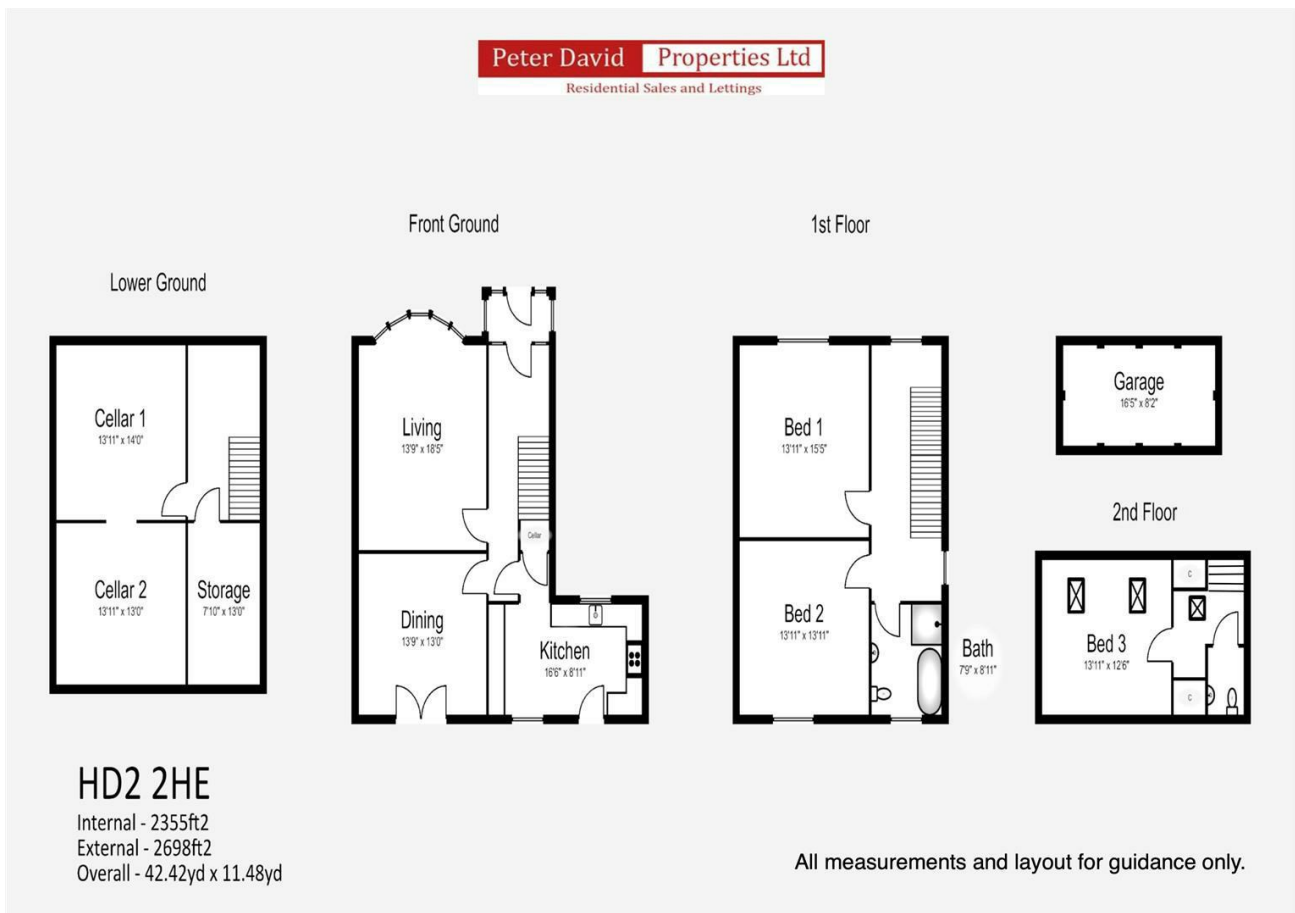 Peter David Properties Ltd
Residential Sales and Lettings
Front Ground
1st Floor
Lower Ground
Cellar 1
13'11" x 14'0"
Cellar 2
13'11" x 13'0"
Storage
7'10" x 13'0"
Living
13'9" x 18'5"
Cellar
Dining
13'9" x 13'0"
Kitchen
16'6" x 8'11"
Bed 1
13'11" x 15'5"
Bed 2
13'11" x 13'11"
Bath
7'9" x 8'11"
Garage
16'5" x 8'2"
2nd Floor
C
Bed 3
13'11" x 12'6"
C
HD2 2HE
Internal - 2355ft2
External - 2698ft2
Overall - 42.42yd x 11.48yd
All measurements and layout for guidance only.